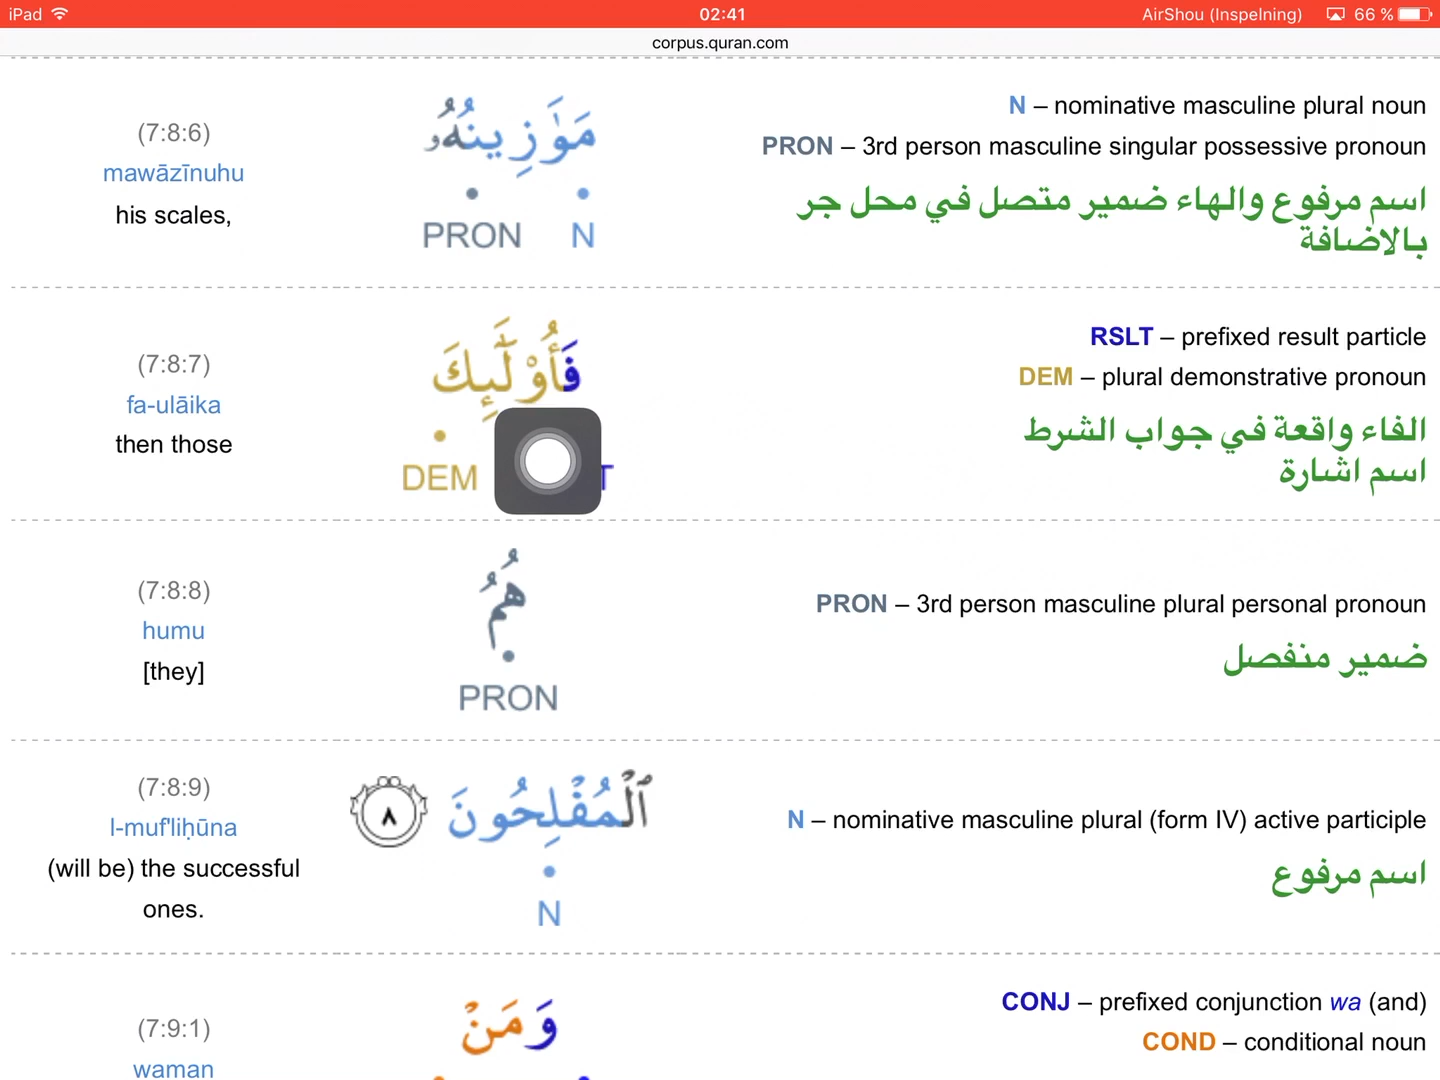 iPad 02:41 AirShou (Inspelning) 66 %
corpus.quran.com
(7:8:6)
mawāzīnuhu
his scales,
مَوَٰزِينُهُۥ
PRON N
N – nominative masculine plural noun
PRON – 3rd person masculine singular possessive pronoun
اسم مرفوع والهاء ضمير متصل في محل جر
بالاضافة
(7:8:7)
fa-ulāika
then those
فَأُو۟لَٰٓئِكَ
DEM T
RSLT – prefixed result particle
DEM – plural demonstrative pronoun
الفاء واقعة في جواب الشرط
اسم اشارة
(7:8:8)
humu
[they]
هُمُ
PRON
PRON – 3rd person masculine plural personal pronoun
ضمير منفصل
(7:8:9)
l-muf'liḥūna
(will be) the successful
ones.
ٱلْمُفْلِحُونَ ٨
N
N – nominative masculine plural (form IV) active participle
اسم مرفوع
(7:9:1)
waman
وَمَنْ
CONJ – prefixed conjunction wa (and)
COND – conditional noun